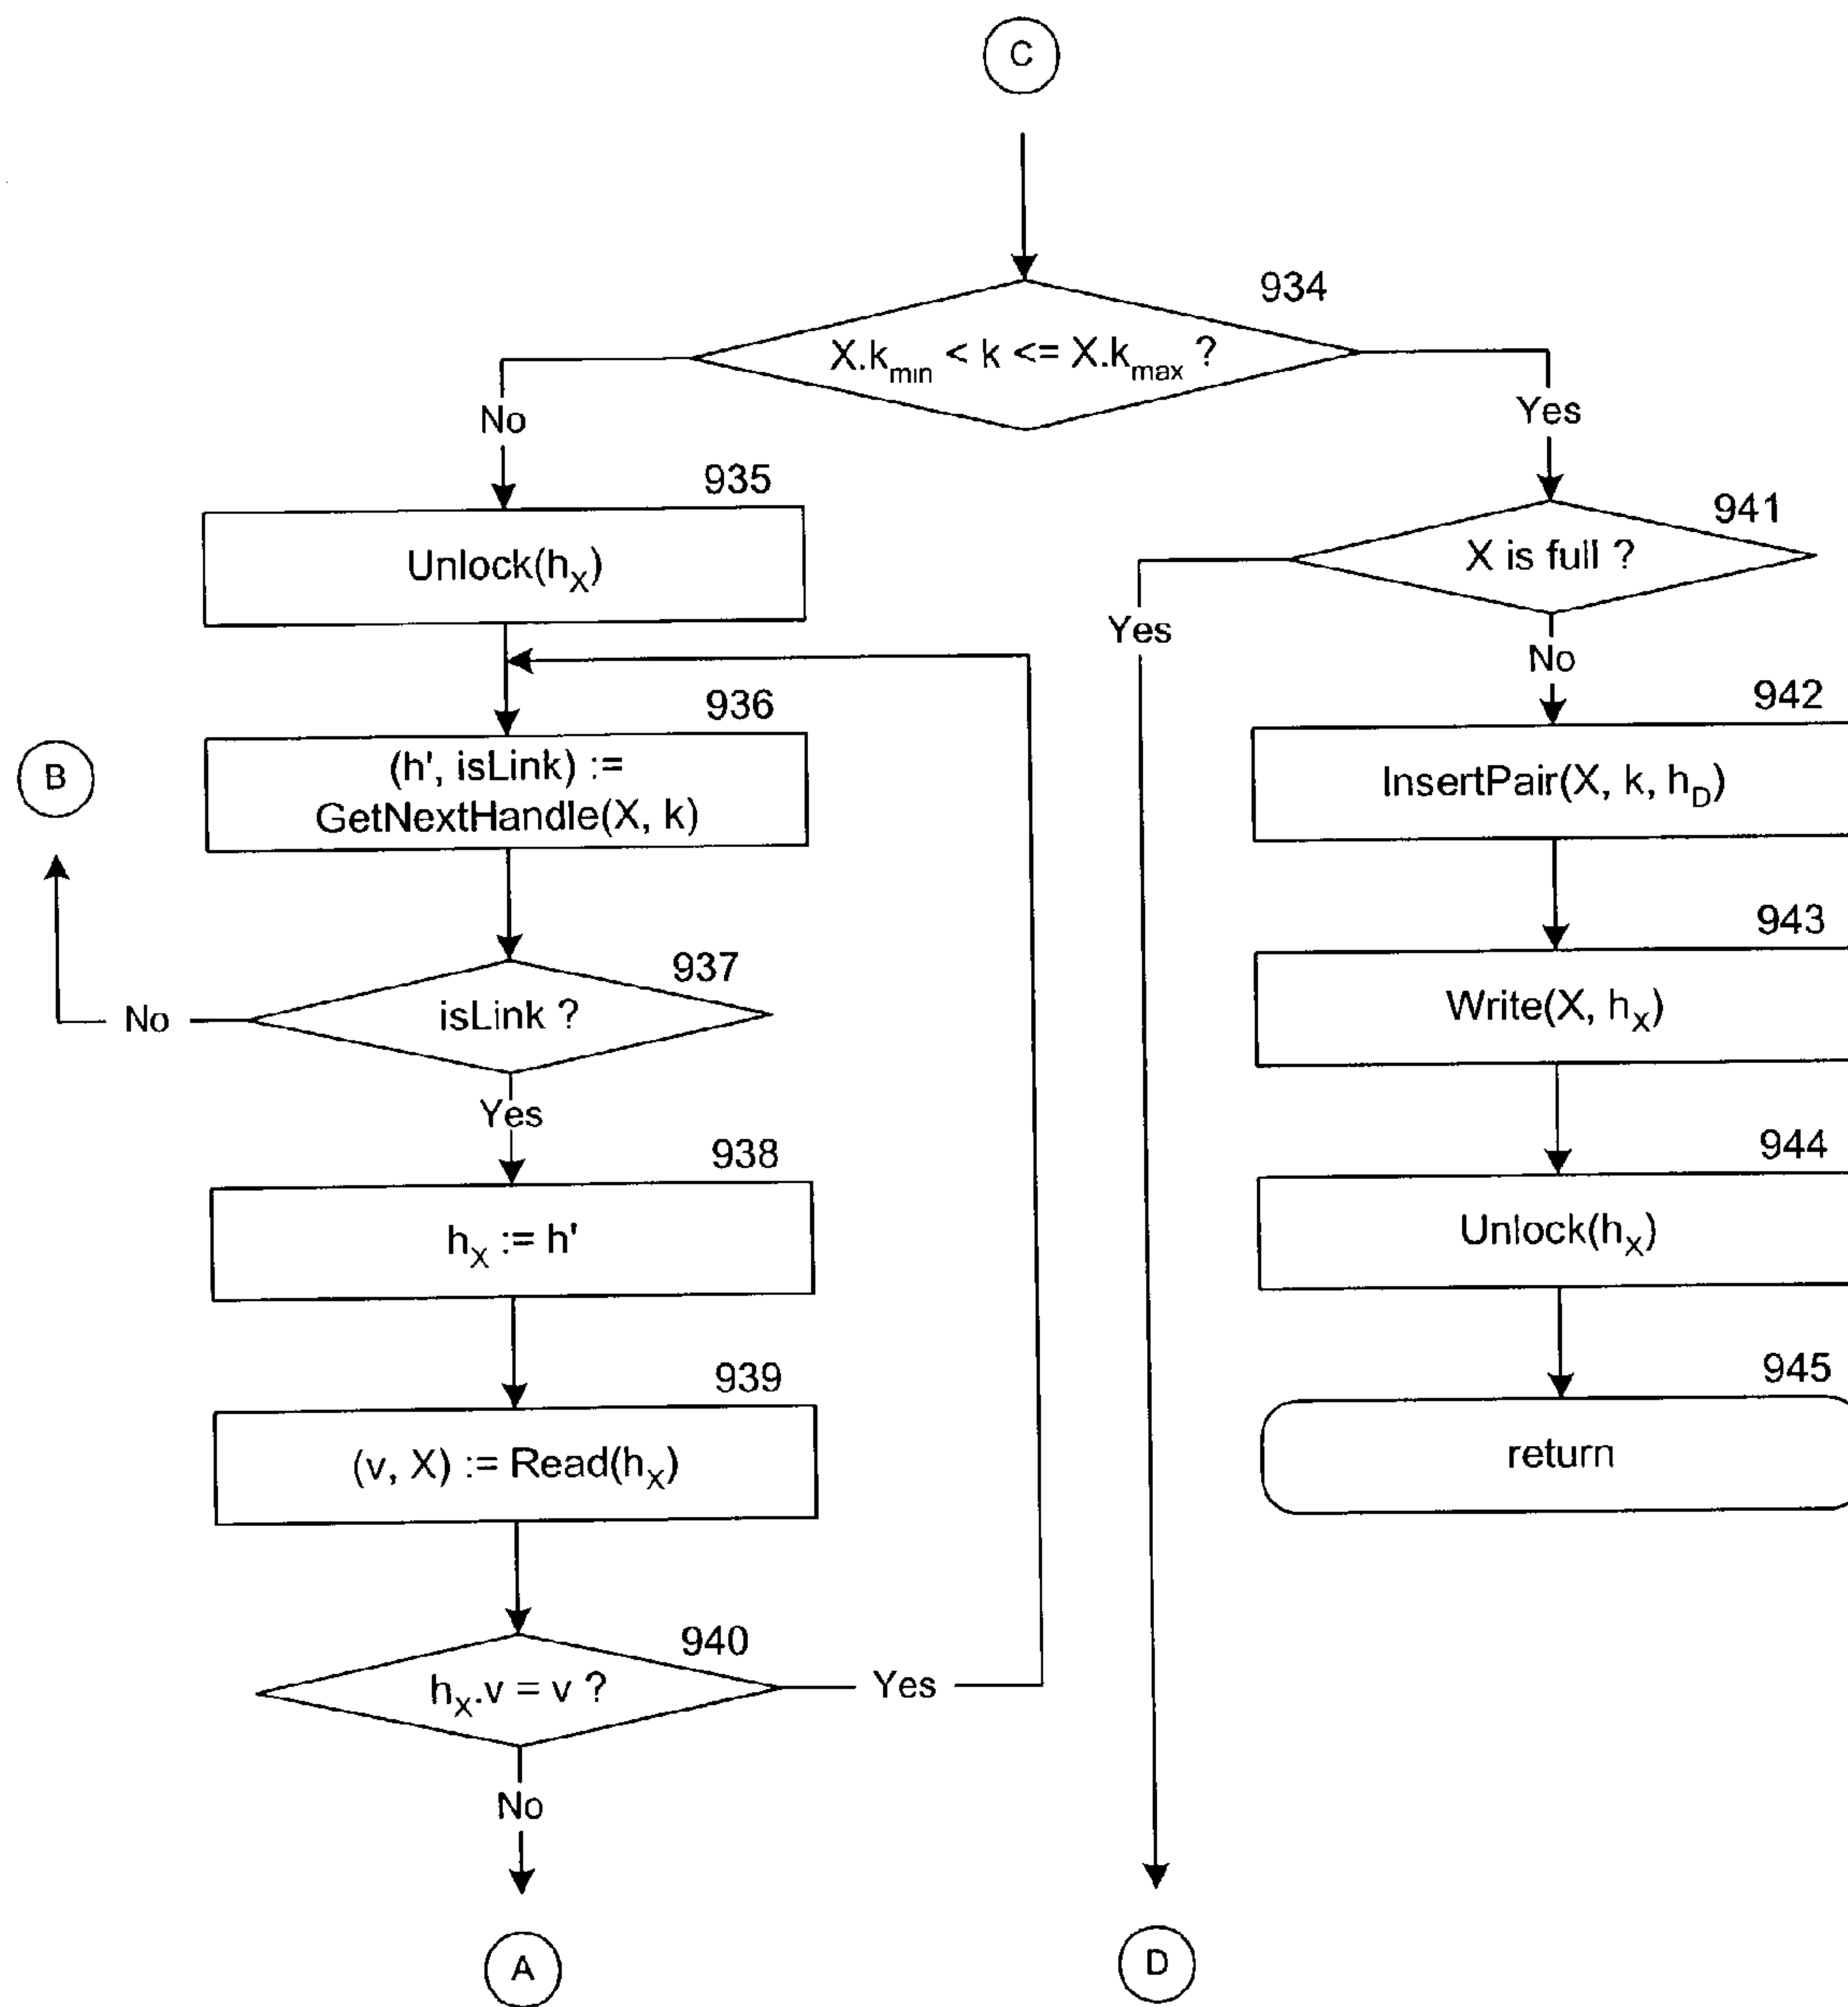 C
934
X.kmin < k <= X.kmax ?
No
Yes
935
Unlock(hX)
941
X is full ?
Yes
No
936
(h', isLink) :=
GetNextHandle(X, k)
B
942
InsertPair(X, k, hD)
937
isLink ?
No
Yes
943
Write(X, hX)
938
hX := h'
944
Unlock(hX)
939
(v, X) := Read(hX)
945
return
940
hX.v = v ?
Yes
No
A
D